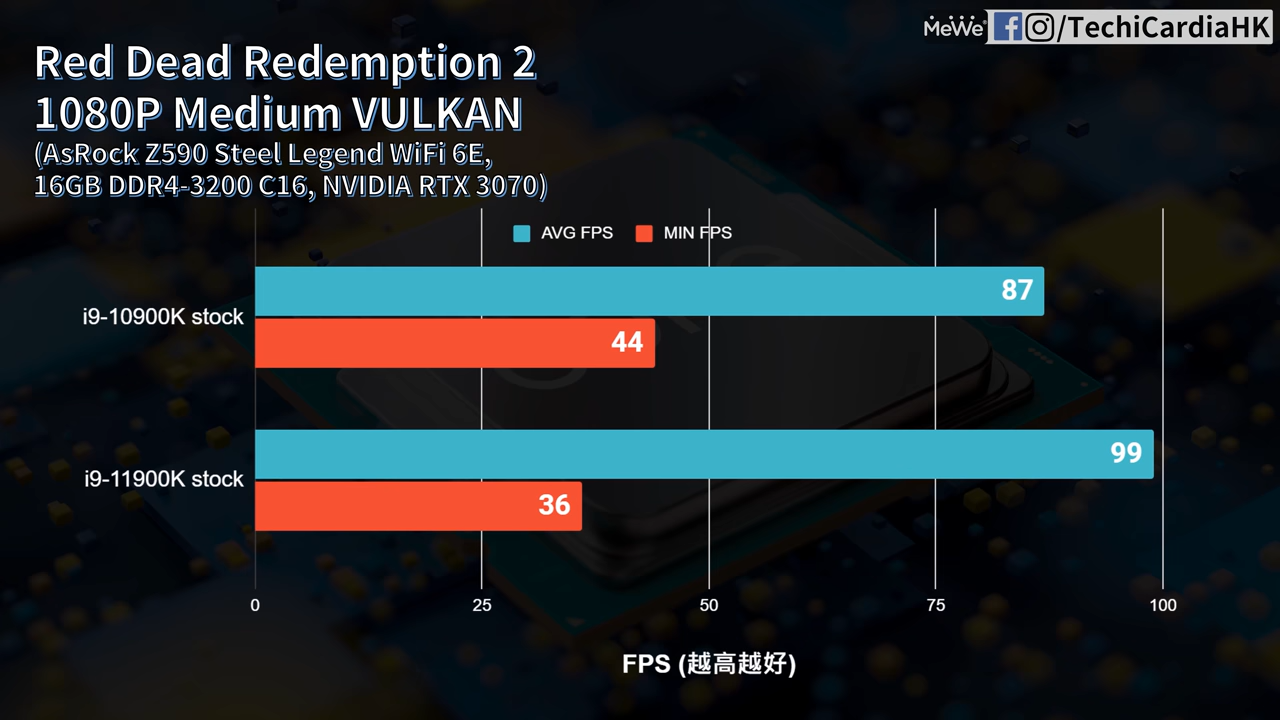 MeWe /TechiCardiaHK
Red Dead Redemption 2
1080P Medium VULKAN
(AsRock Z590 Steel Legend WiFi 6E,
16GB DDR4-3200 C16, NVIDIA RTX 3070)
AVG FPS MIN FPS
i9-10900K stock
87
44
i9-11900K stock
99
36
0 25 50 75 100
FPS (越高越好)